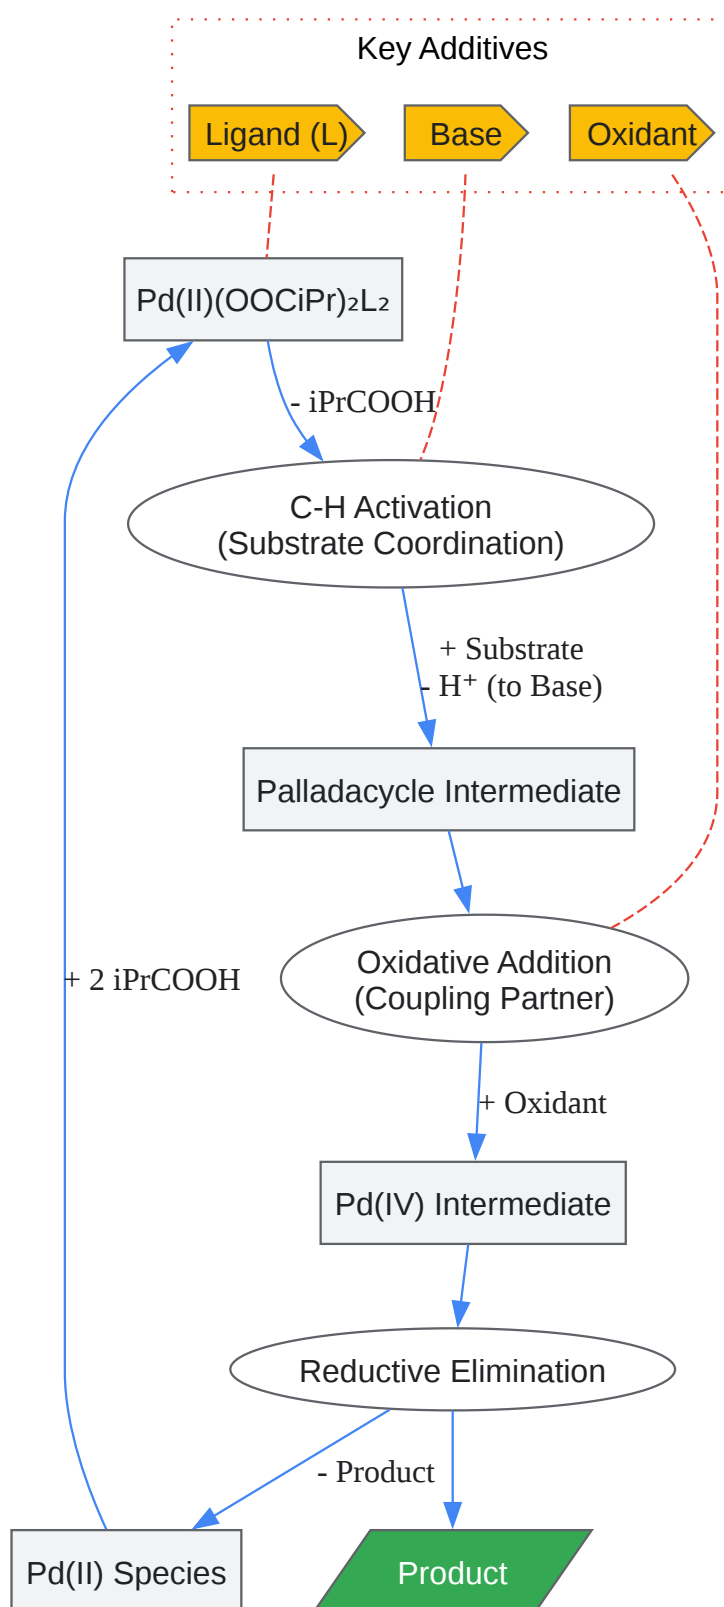 Key Additives
Ligand (L)
Base
Oxidant
Pd(II)(OOCiPr)₂L₂
- iPrCOOH
C-H Activation
(Substrate Coordination)
+ Substrate
- H⁺ (to Base)
Palladacycle Intermediate
Oxidative Addition
(Coupling Partner)
+ 2 iPrCOOH
+ Oxidant
Pd(IV) Intermediate
Reductive Elimination
- Product
Pd(II) Species
Product